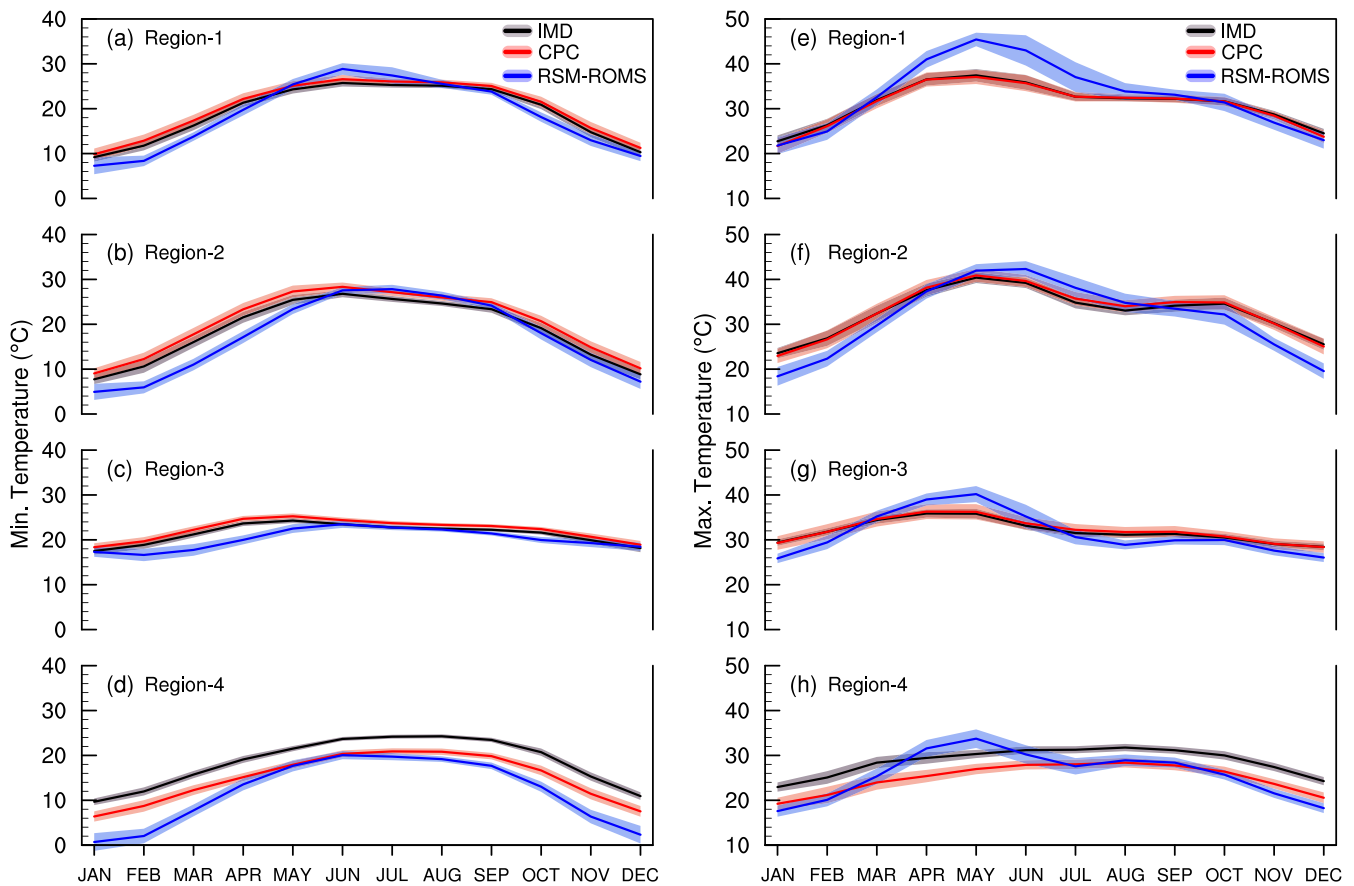 Min. Temperature (°C)
40
30
20
10
0
(a) Region-1
IMD
CPC
RSM-ROMS
40
30
20
10
0
(b) Region-2
40
30
20
10
0
(c) Region-3
40
30
20
10
0
(d) Region-4
JAN FEB MAR APR MAY JUN JUL AUG SEP OCT NOV DEC
Max. Temperature (°C)
50
40
30
20
10
(e) Region-1
IMD
CPC
RSM-ROMS
50
40
30
20
10
(f) Region-2
50
40
30
20
10
(g) Region-3
50
40
30
20
10
(h) Region-4
JAN FEB MAR APR MAY JUN JUL AUG SEP OCT NOV DEC